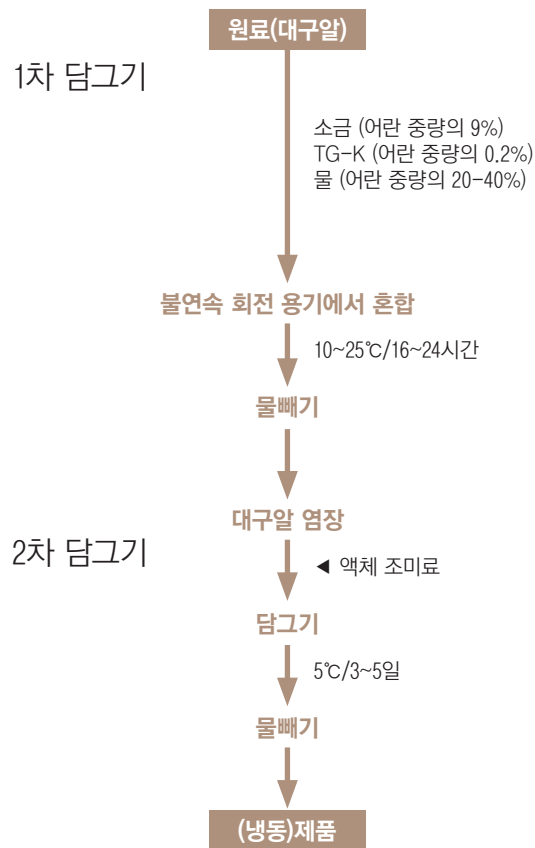 원료(대구알)
1차 담그기
소금 (어란 중량의 9%)
TG-K (어란 중량의 0.2%)
물 (어란 중량의 20-40%)
불연속 회전 용기에서 혼합
10~25℃/16~24시간
물빼기
대구알 염장
2차 담그기
◀ 액체 조미료
담그기
5℃/3~5일
물빼기
(냉동)제품